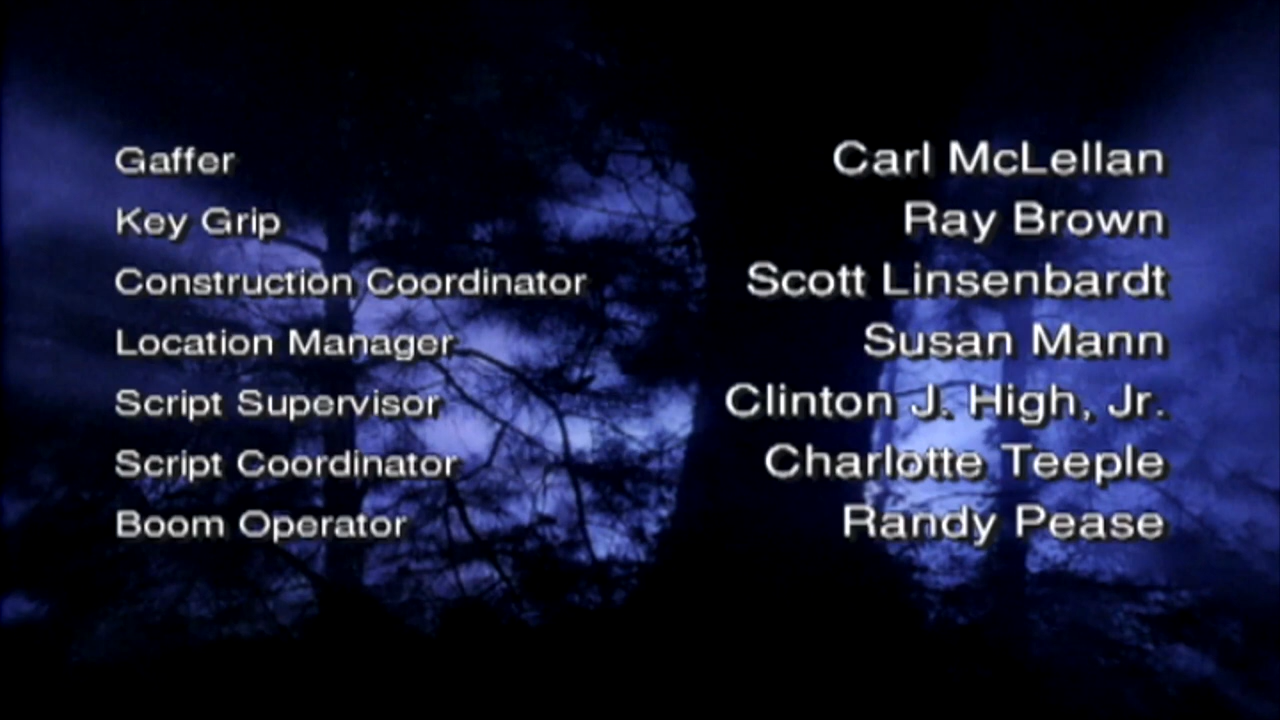 Gaffer Carl McLellan
Key Grip Ray Brown
Construction Coordinator Scott Linsenbardt
Location Manager Susan Mann
Script Supervisor Clinton J. High, Jr.
Script Coordinator Charlotte Teeple
Boom Operator Randy Pease